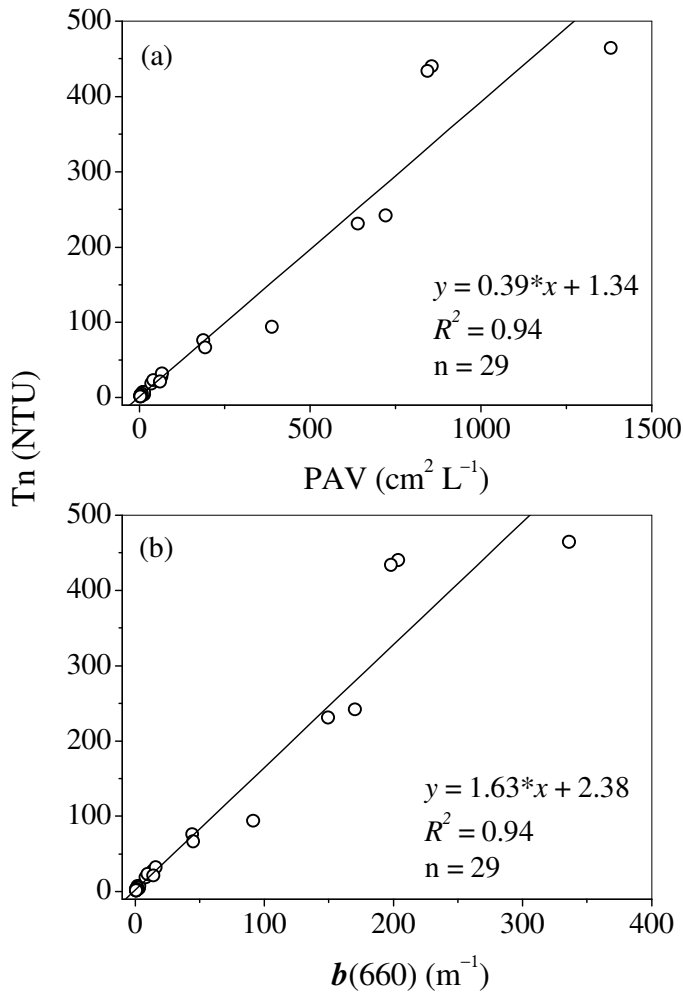 500
(a)
400
300
200
y = 0.39*x + 1.34
100
R² = 0.94
n = 29
0
0 500 1000 1500
PAV (cm² L⁻¹)
Tn (NTU)
500
(b)
400
300
200
y = 1.63*x + 2.38
100
R² = 0.94
n = 29
0
0 100 200 300 400
b(660) (m⁻¹)